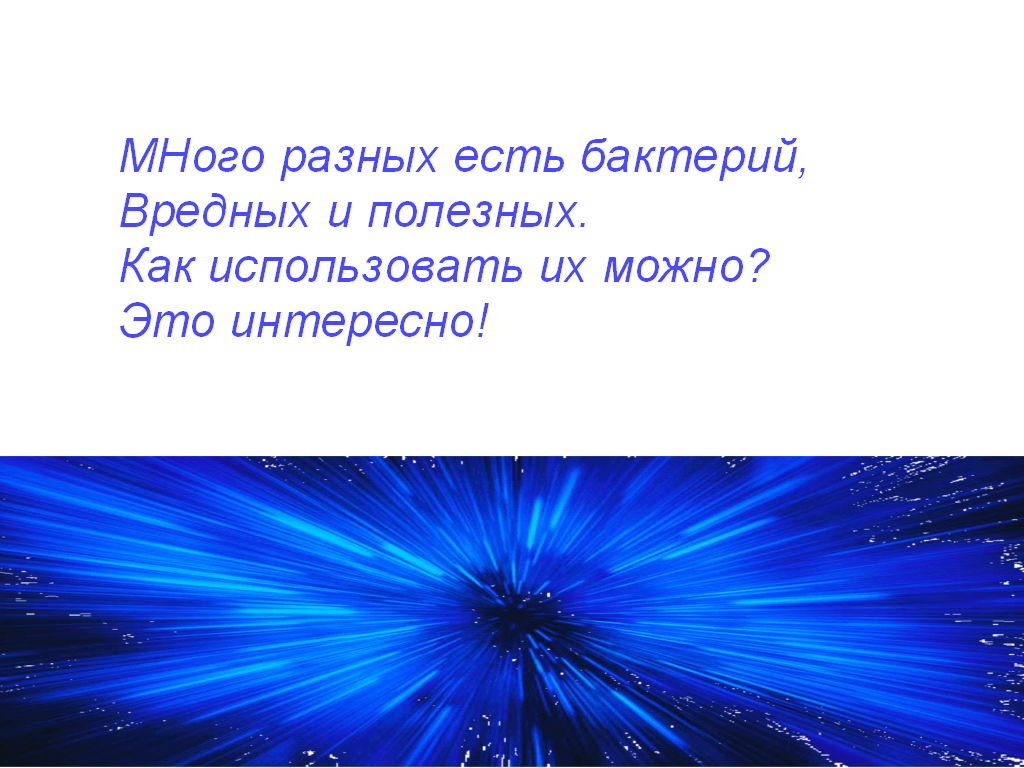 МНого разных есть бактерий,
Вредных и полезных.
Как использовать их можно?
Это интересно!